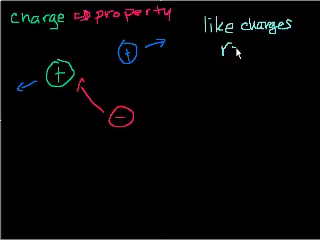 charge => property
like charges
r
+
+
-